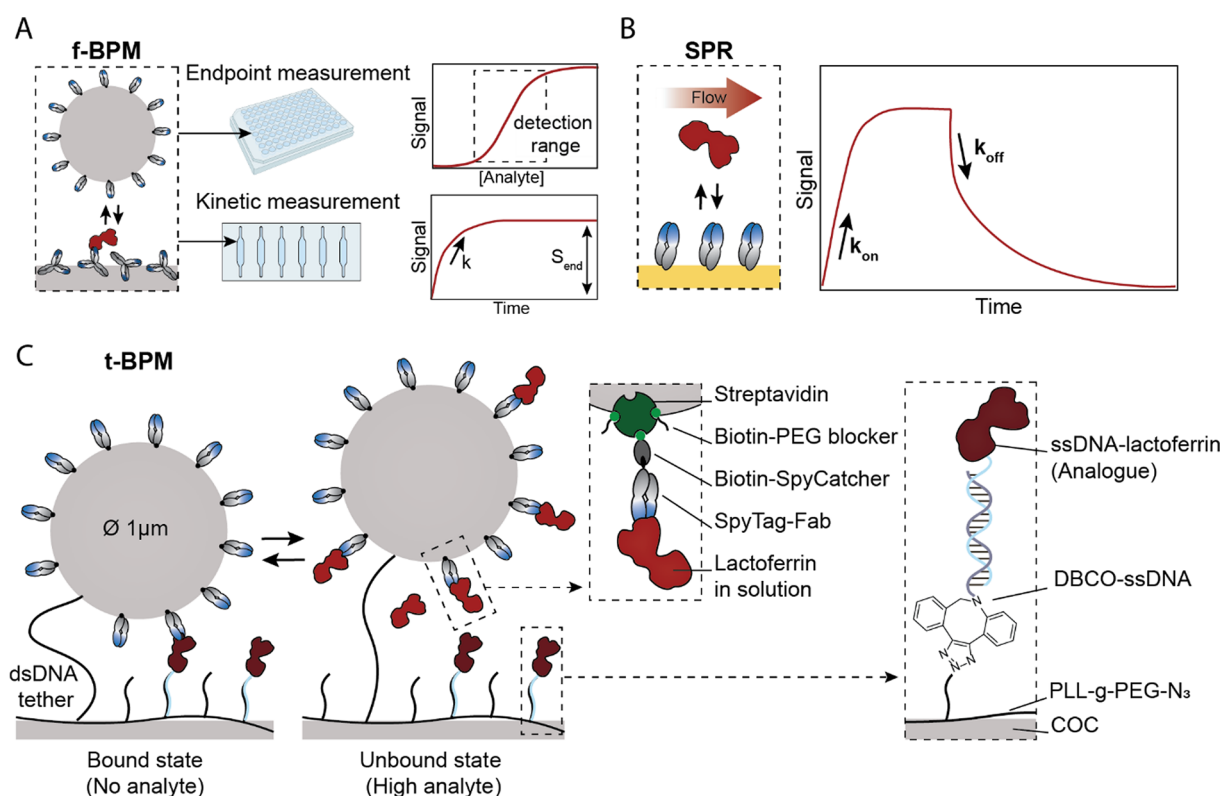 A
f-BPM
Endpoint measurement
Signal
detection
range
[Analyte]
Kinetic measurement
Signal
k
S_end
Time
B
SPR
Flow
Signal
k_on
k_off
Time
C
t-BPM
Ø 1μm
dsDNA
tether
Bound state
(No analyte)
Unbound state
(High analyte)
Streptavidin
Biotin-PEG blocker
Biotin-SpyCatcher
SpyTag-Fab
Lactoferrin
in solution
ssDNA-lactoferrin
(Analogue)
DBCO-ssDNA
N
N
N
N
PLL-g-PEG-N₃
COC